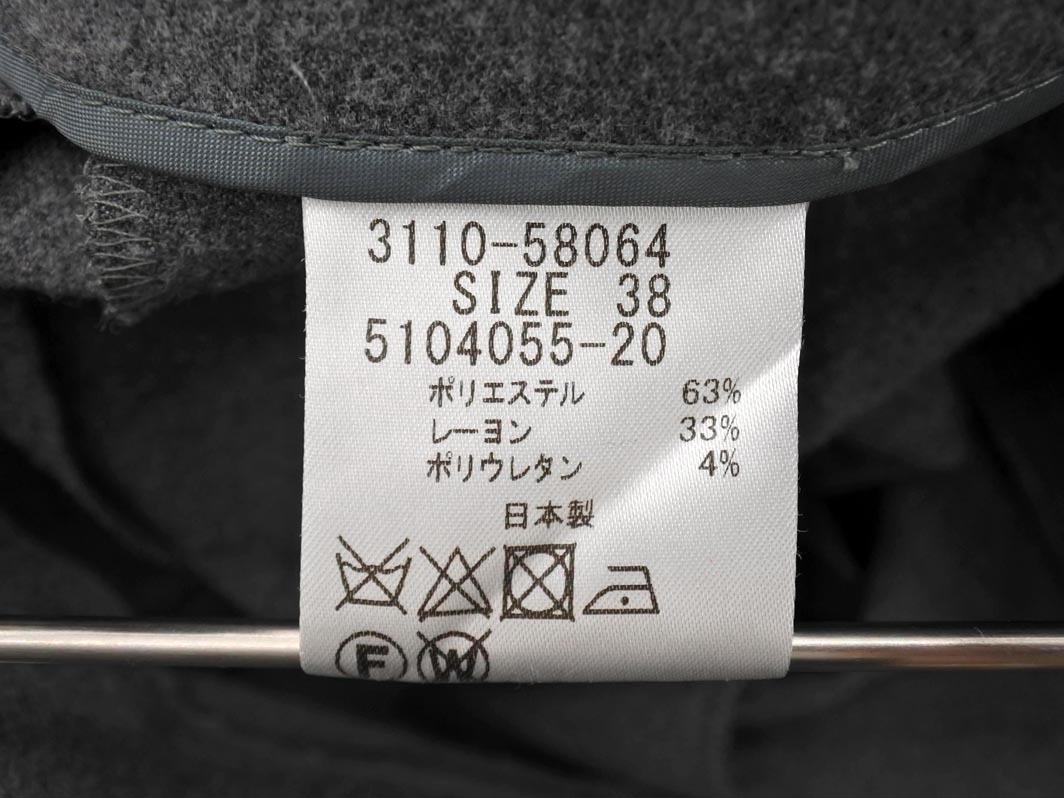 3110-58064
SIZE 38
5104055-20
ポリエステル 63%
レーヨン 33%
ポリウレタン 4%
日本製
F W